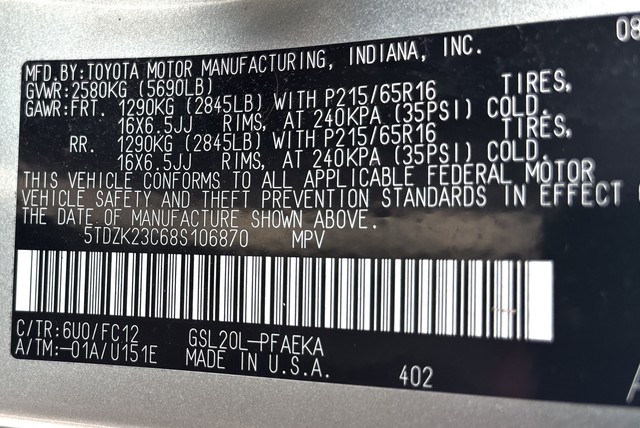 08
MFD.BY:TOYOTA MOTOR MANUFACTURING, INDIANA, INC.
GVWR:2580KG (5690LB)
GAWR:FRT. 1290KG (2845LB) WITH P215/65R16 TIRES,
16X6.5JJ RIMS, AT 240KPA (35PSI) COLD.
RR. 1290KG (2845LB) WITH P215/65R16 TIRES,
16X6.5JJ RIMS, AT 240KPA (35PSI) COLD.
THIS VEHICLE CONFORMS TO ALL APPLICABLE FEDERAL MOTOR
VEHICLE SAFETY AND THEFT PREVENTION STANDARDS IN EFFECT
THE DATE OF MANUFACTURE SHOWN ABOVE.
5TDZK23C68S106870 MPV
C/TR:6U0/FC12 GSL20L-PFAEKA
A/TM:-01A/U151E MADE IN U.S.A.
402